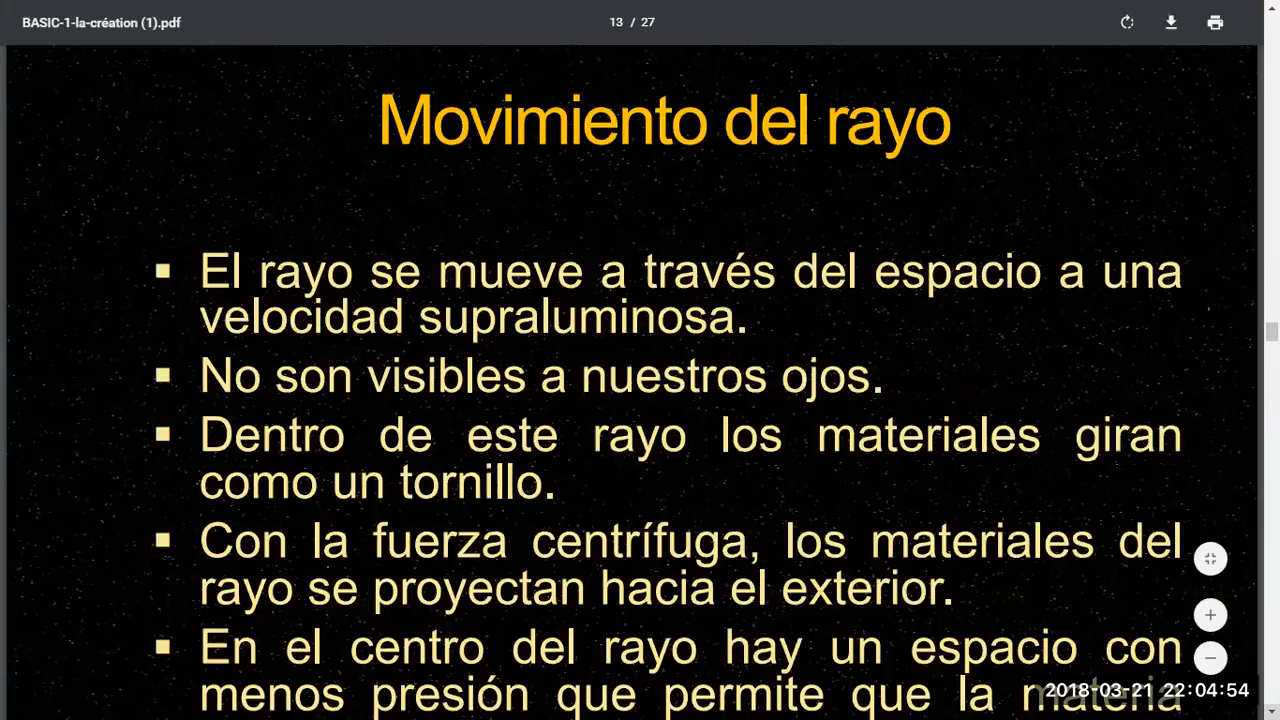 BASIC-1-la-création (1).pdf
13 / 27
Movimiento del rayo
El rayo se mueve a través del espacio a una
velocidad supraluminosa.
No son visibles a nuestros ojos.
Dentro de este rayo los materiales giran
como un tornillo.
Con la fuerza centrífuga, los materiales del
rayo se proyectan hacia el exterior.
En el centro del rayo hay un espacio con
menos presión que permite que la materia
2018-03-21 22:04:54